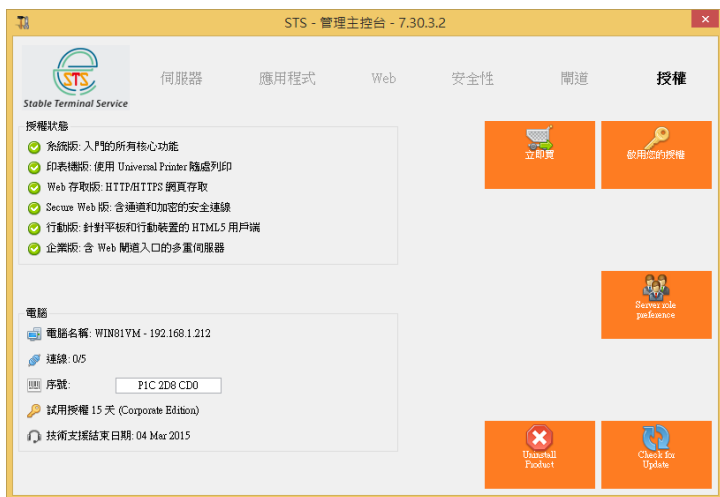 STS - 管理主控台 - 7.30.3.2
STS
Stable Terminal Service
伺服器
應用程式
Web
安全性
閘道
授權
授權狀態
系統版: 入門的所有核心功能
印表機版: 使用 Universal Printer 隨處列印
Web 存取版: HTTP/HTTPS 網頁存取
Secure Web 版: 含通道和加密的安全連線
行動版: 針對平板和行動裝置的 HTML5 用戶端
企業版: 含 Web 閘道入口的多重伺服器
立即買
啟用您的授權
Server role
preference
電腦
電腦名稱: WIN81VM - 192.168.1.212
連線: 0/5
序號:
P1C 2D8 CD0
試用授權 15 天 (Corporate Edition)
技術支援結束日期: 04 Mar 2015
Uninstall
Product
Check for
Update